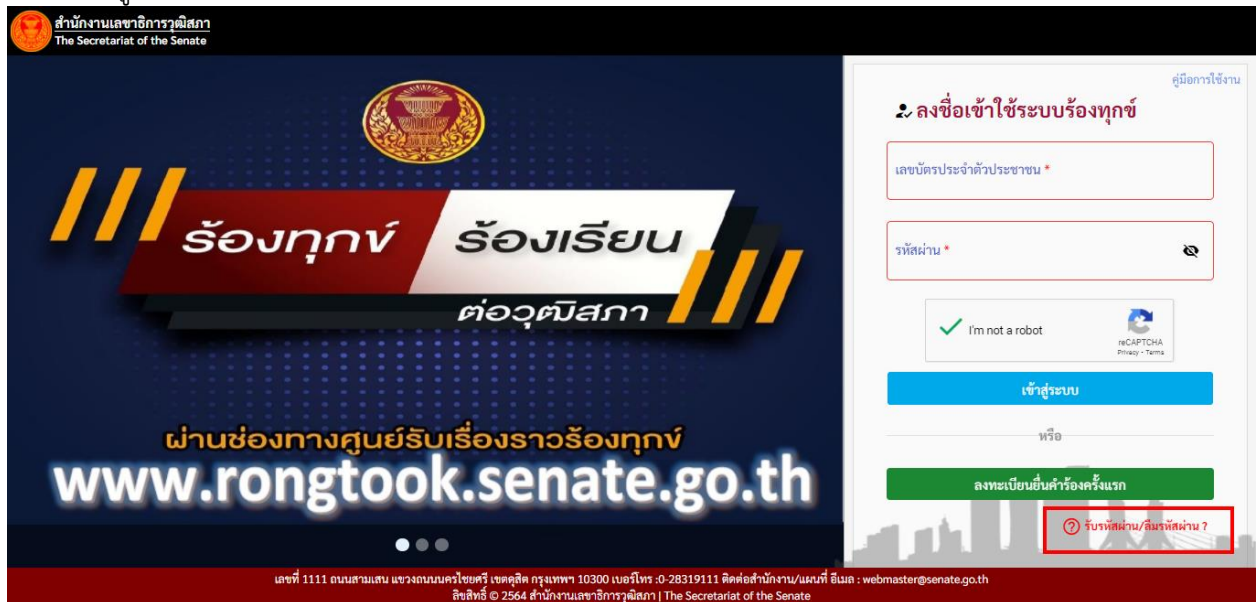 สำนักงานเลขาธิการวุฒิสภา
The Secretariat of the Senate
ร้องทุกข์ ร้องเรียน
ต่อวุฒิสภา
ผ่านช่องทางศูนย์รับเรื่องราวร้องทุกข์
www.rongtook.senate.go.th
คู่มือการใช้งาน
ลงชื่อเข้าใช้ระบบร้องทุกข์
เลขบัตรประจำตัวประชาชน *
รหัสผ่าน *
I'm not a robot
reCAPTCHA
Privacy - Terms
เข้าสู่ระบบ
หรือ
ลงทะเบียนยื่นคำร้องครั้งแรก
รับรหัสผ่าน/ลืมรหัสผ่าน ?
เลขที่ 1111 ถนนสามเสน แขวงถนนนครไชยศรี เขตดุสิต กรุงเทพฯ 10300 เบอร์โทร :0-28319111 ติดต่อสำนักงาน/แผนที่ อีเมล : webmaster@senate.go.th
ลิขสิทธิ์ © 2564 สำนักงานเลขาธิการวุฒิสภา | The Secretariat of the Senate